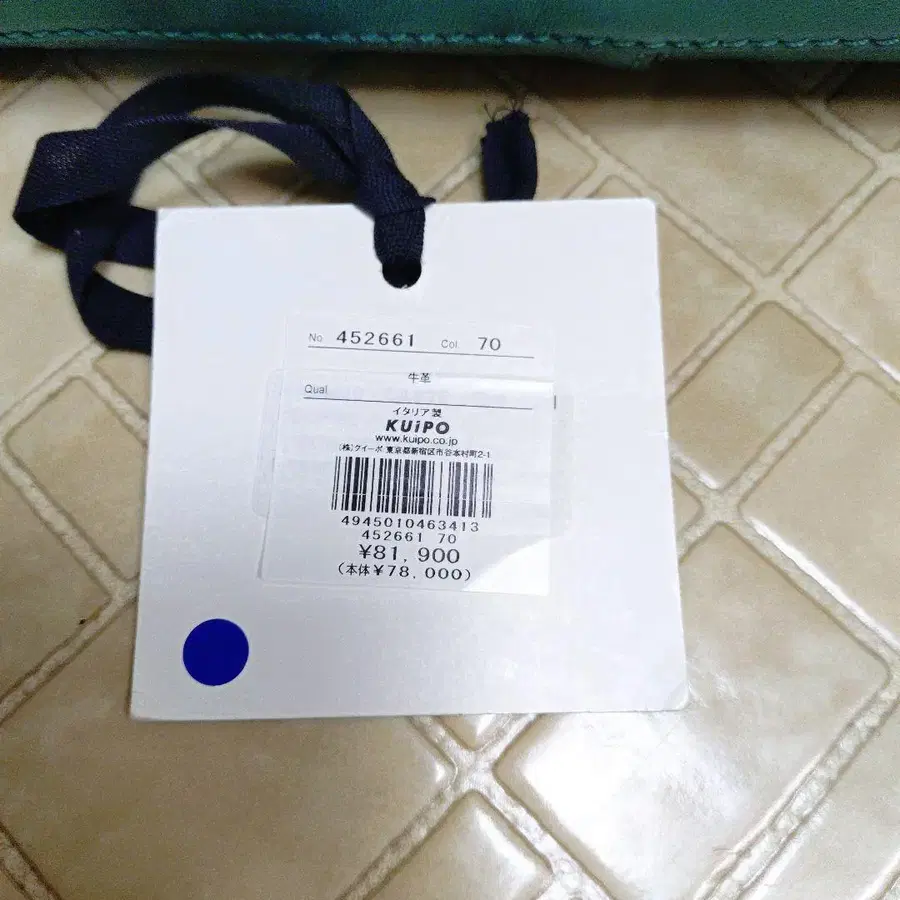 No 452661 Col 70
牛革
Qual
イタリア製
KUiPO
www.kuipo.co.jp
(株)クイーポ 東京都新宿区市谷本村町2-1
4945010463413
452661 70
¥81,900
(本体¥78,000)